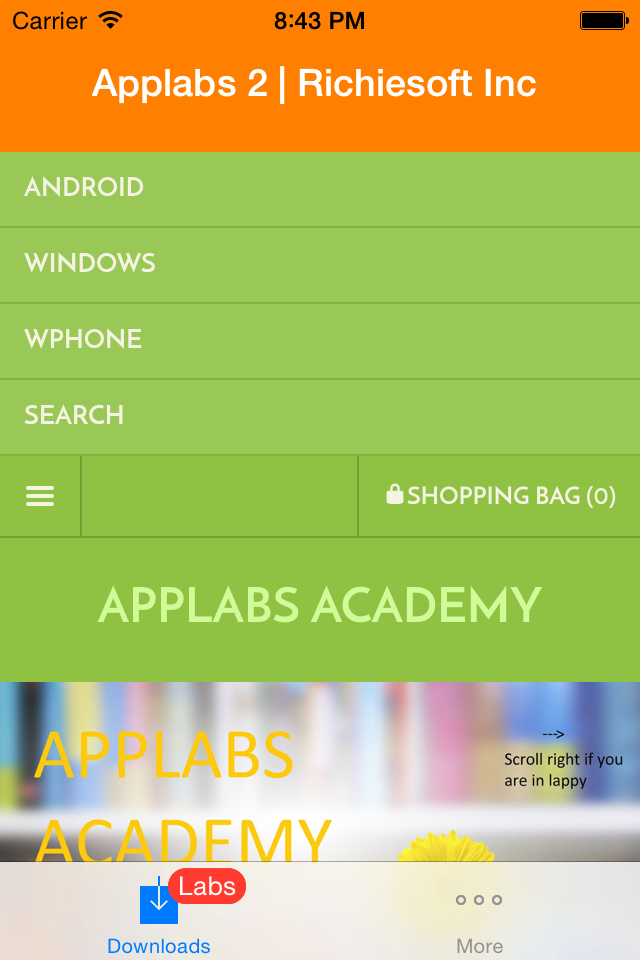 Carrier 8:43 PM
Applabs 2 | Richiesoft Inc
ANDROID
WINDOWS
WPHONE
SEARCH
SHOPPING BAG (0)
APPLABS ACADEMY
APPLABS
ACADEMY
--->
Scroll right if you
are in lappy
Labs
Downloads
More